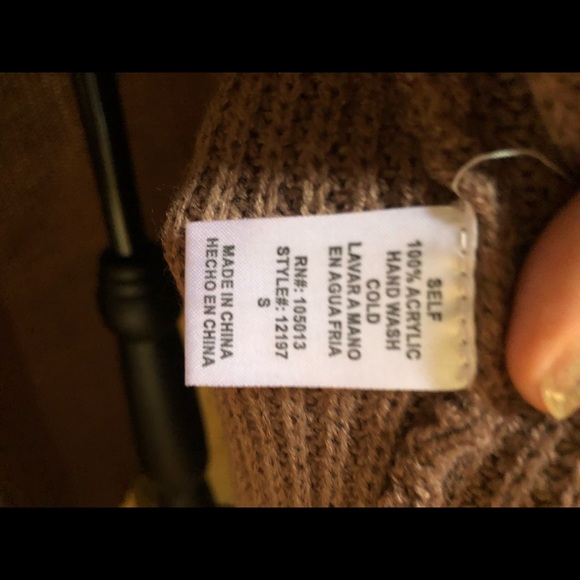 SELF
100% ACRYLIC
HAND WASH
COLD
LAVAR A MANO
EN AGUA FRIA
RN#: 105013
STYLE#: 12197
S
MADE IN CHINA
HECHO EN CHINA